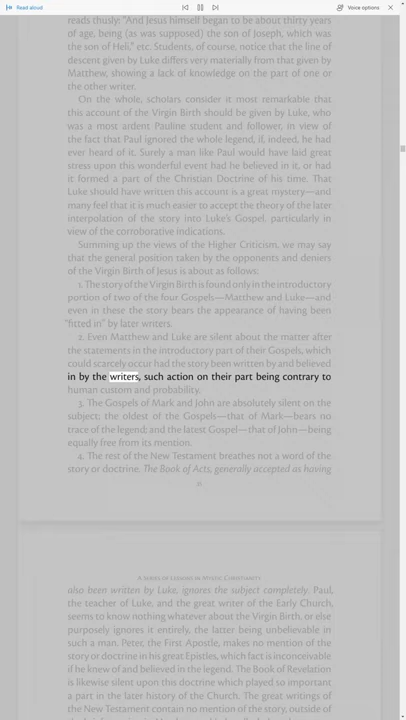 Read aloud
Voice options
reads thusly: "And Jesus himself began to be about thirty years
of age, being (as was supposed) the son of Joseph, which was
the son of Heli," etc. Students, of course, notice that the line of
descent given by Luke differs very materially from that given by
Matthew, showing a lack of knowledge on the part of one or
the other writer.
On the whole, scholars consider it most remarkable that
this account of the Virgin Birth should be given by Luke, who
was a most ardent Pauline student and follower, in view of
the fact that Paul ignored the whole legend, if, indeed, he had
ever heard of it. Surely a man like Paul would have laid great
stress upon this wonderful event had he believed in it, or had
it formed a part of the Christian Doctrine of his time. That
Luke should have written this account is a great mystery—and
many feel that it is much easier to accept the theory of the later
interpolation of the story into Luke's Gospel, particularly in
view of the corroborative indications.
Summing up the views of the Higher Criticism, we may say
that the general position taken by the opponents and deniers
of the Virgin Birth of Jesus is about as follows:
1. The story of the Virgin Birth is found only in the introductory
portion of two of the four Gospels—Matthew and Luke—and
even in these the story bears the appearance of having been
"fitted in" by later writers.
2. Even Matthew and Luke are silent about the matter after
the statements in the introductory part of their Gospels, which
could scarcely occur had the story been written by and believed
in by the writers, such action on their part being contrary to
human custom and probability.
3. The Gospels of Mark and John are absolutely silent on the
subject; the oldest of the Gospels—that of Mark—bears no
trace of the legend; and the latest Gospel—that of John—being
equally free from its mention.
4. The rest of the New Testament breathes not a word of the
story or doctrine. The Book of Acts, generally accepted as having
A Series of Lessons in Mystic Christianity
also been written by Luke, ignores the subject completely. Paul,
the teacher of Luke, and the great writer of the Early Church,
seems to know nothing whatever about the Virgin Birth, or else
purposely ignores it entirely, the latter being unbelievable in
such a man. Peter, the First Apostle, makes no mention of the
story or doctrine in his great Epistles, which fact is inconceivable
if he knew of and believed in the legend. The Book of Revelation
is likewise silent upon this doctrine which played so important
a part in the later history of the Church. The great writings of
the New Testament contain no mention of the story, outside of